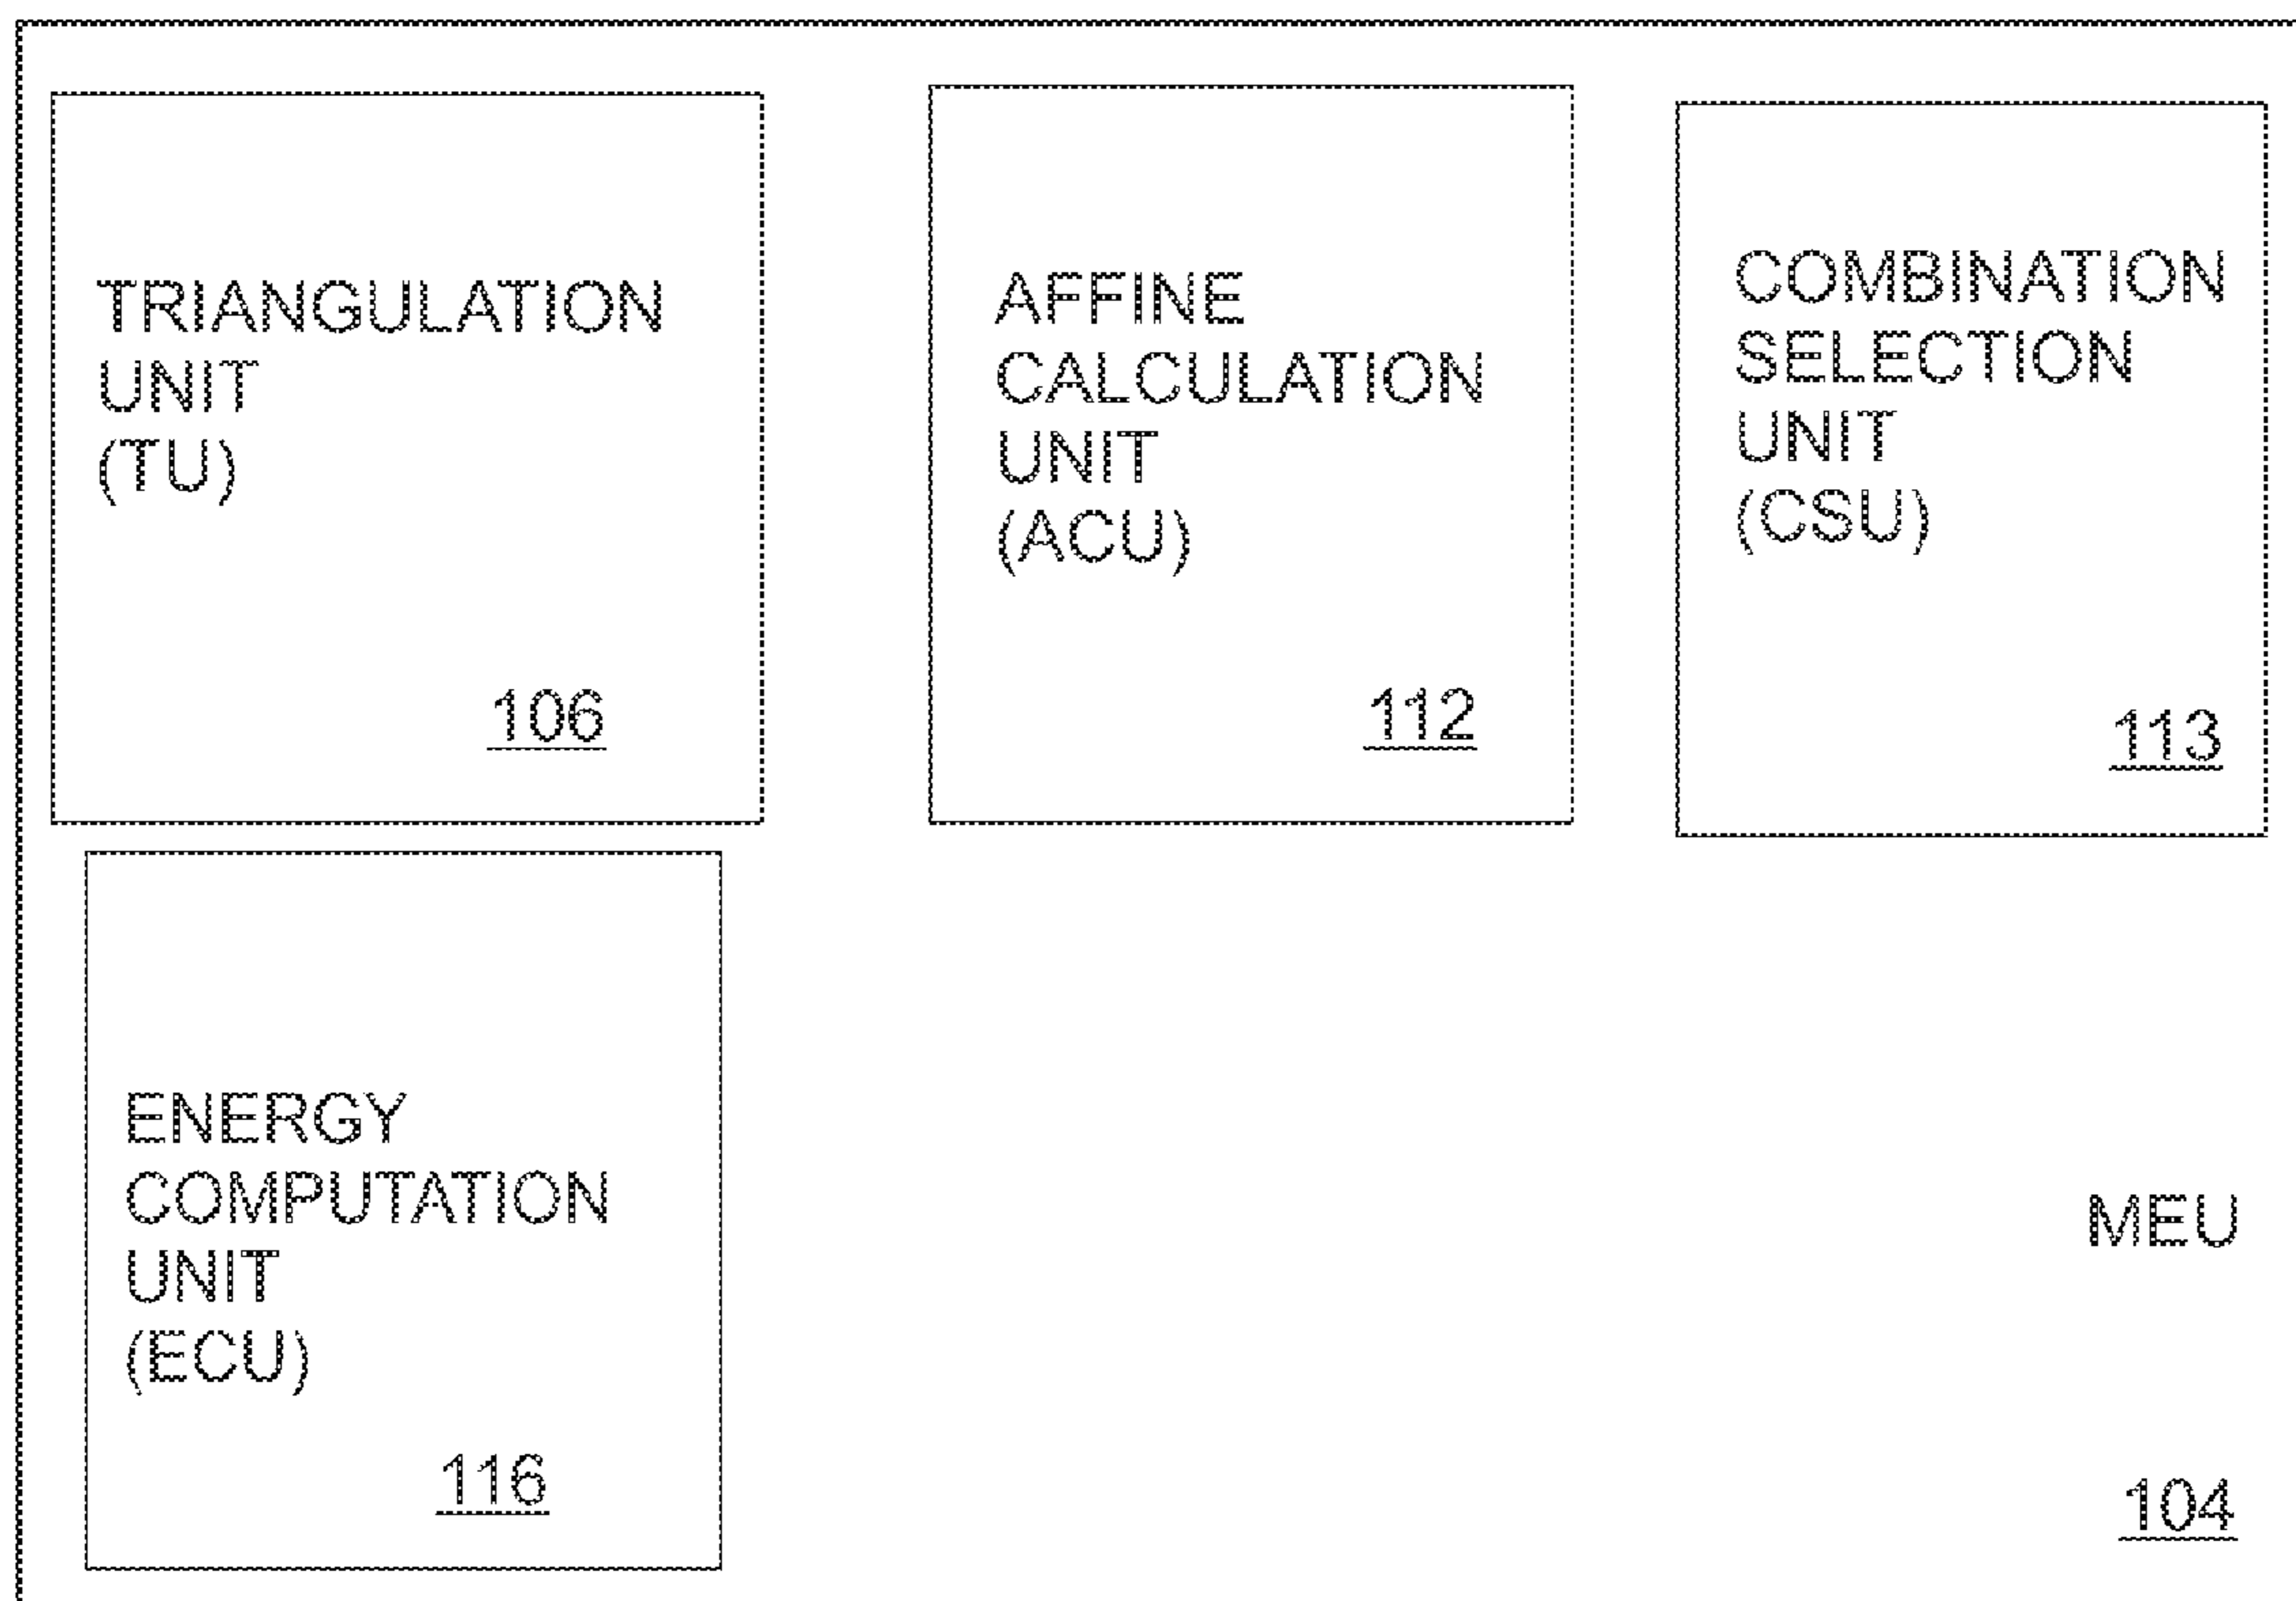 TRIANGULATION
UNIT
(TU)
106
AFFINE
CALCULATION
UNIT
(ACU)
112
COMBINATION
SELECTION
UNIT
(CSU)
113
ENERGY
COMPUTATION
UNIT
(ECU)
116
MEU
104